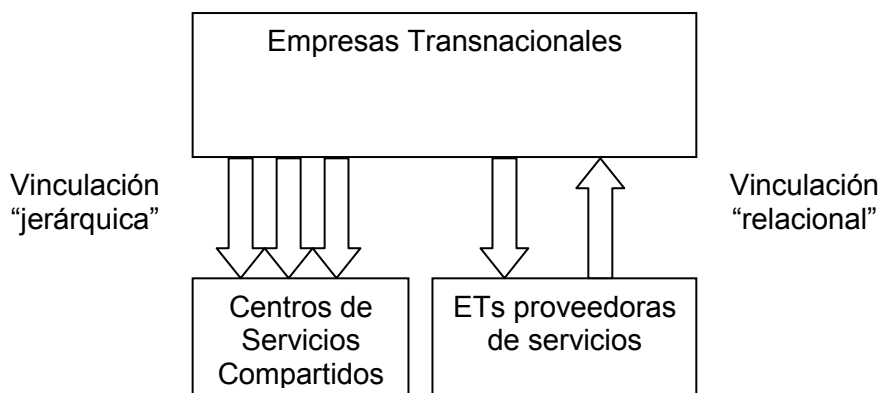 Empresas Transnacionales
Vinculación
“jerárquica”
Vinculación
“relacional”
Centros de
Servicios
Compartidos
ETs proveedoras
de servicios